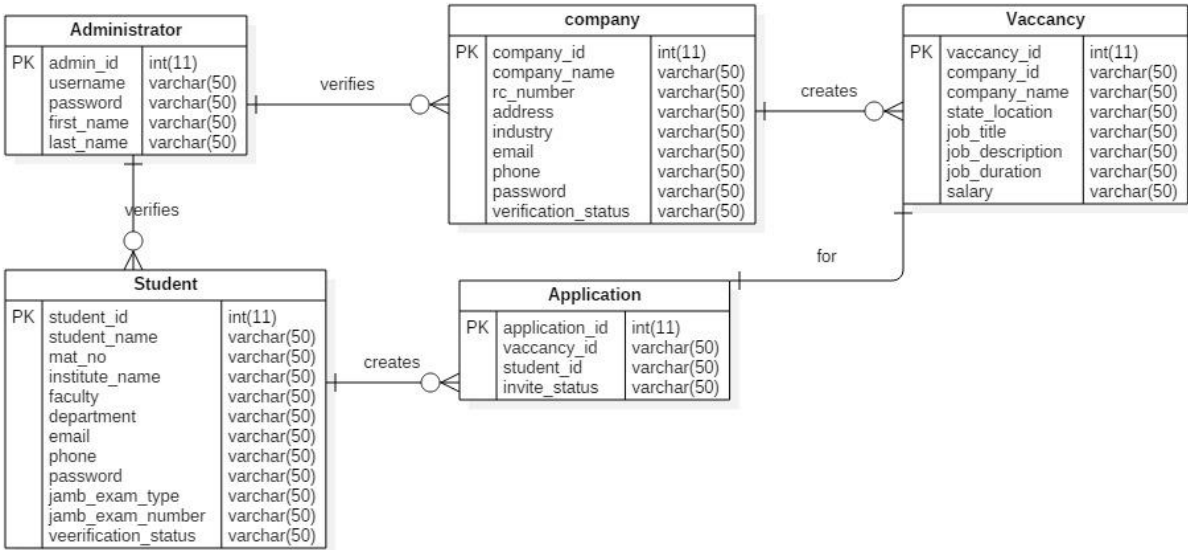 Administrator
PK admin_id int(11)
username varchar(50)
password varchar(50)
first_name varchar(50)
last_name varchar(50)
verifies
company
PK company_id int(11)
company_name varchar(50)
rc_number varchar(50)
address varchar(50)
industry varchar(50)
email varchar(50)
phone varchar(50)
password varchar(50)
verification_status varchar(50)
creates
Vaccancy
PK vaccancy_id int(11)
company_id varchar(50)
company_name varchar(50)
state_location varchar(50)
job_title varchar(50)
job_description varchar(50)
job_duration varchar(50)
salary varchar(50)
verifies
for
Student
PK student_id int(11)
student_name varchar(50)
mat_no varchar(50)
institute_name varchar(50)
faculty varchar(50)
department varchar(50)
email varchar(50)
phone varchar(50)
password varchar(50)
jamb_exam_type varchar(50)
jamb_exam_number varchar(50)
veerification_status varchar(50)
creates
Application
PK application_id int(11)
vaccancy_id varchar(50)
student_id varchar(50)
invite_status varchar(50)